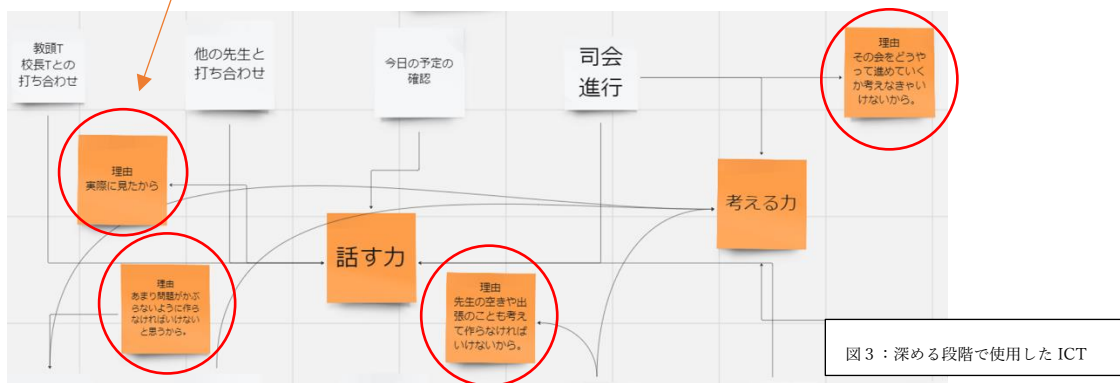 教頭T
校長Tとの
打ち合わせ
他の先生と
打ち合わせ
今日の予定の
確認
司会
進行
理由
その会をどうや
って進めていく
か考えなきゃい
けないから。
理由
実際に見たから
考える力
話す力
理由
あまり問題がかぶ
らないように作ら
なければいけない
と思うから。
理由
先生の空きや出
張のことも考え
て作らなければ
いけないから。
図３：深める段階で使用した ICT